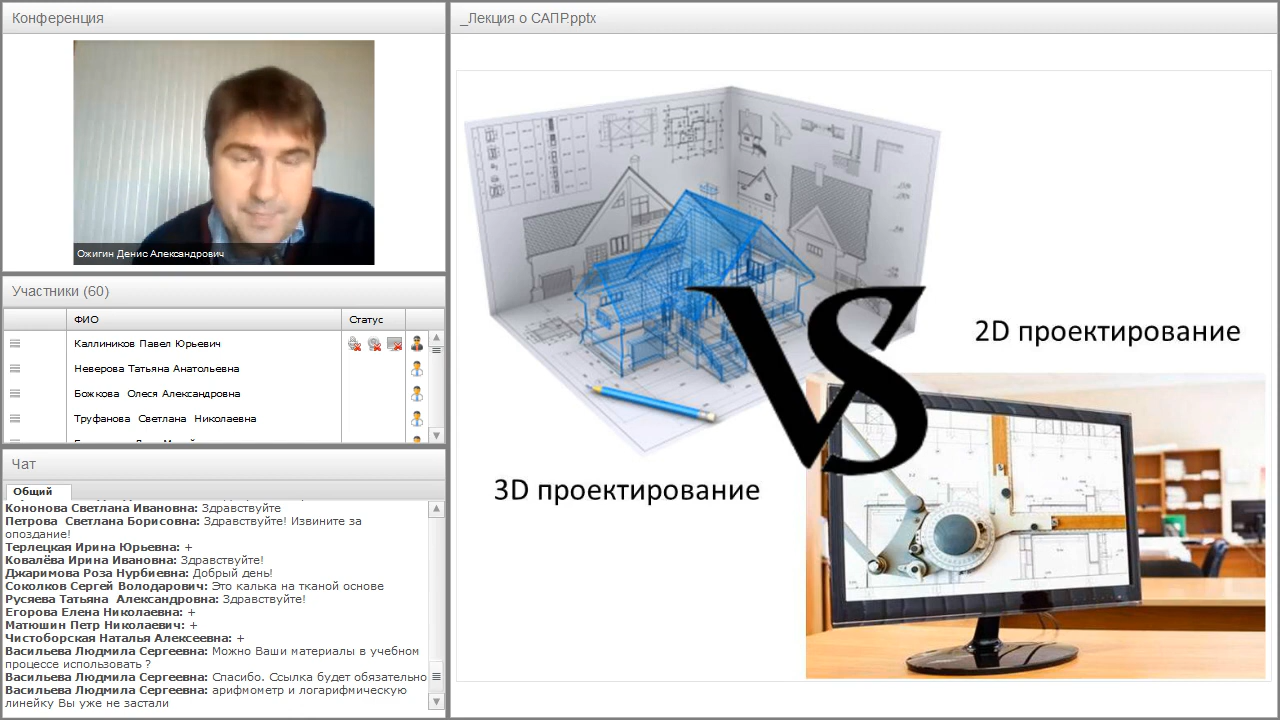 Конференция
Ожигин Денис Александрович
Участники (60)
ФИО Статус
Каллиников Павел Юрьевич
Неверова Татьяна Анатольевна
Божкова Олеся Александровна
Труфанова Светлана Николаевна
Чат
Общий
Кононова Светлана Ивановна: Здравствуйте
Петрова Светлана Борисовна: Здравствуйте! Извините за
опоздание!
Терлецкая Ирина Юрьевна: +
Ковалёва Ирина Ивановна: Здравствуйте!
Джаримова Роза Нурбиевна: Добрый день!
Соколков Сергей Володарович: Это калька на тканой основе
Русяева Татьяна Александровна: Здравствуйте!
Егорова Елена Николаевна: +
Матюшин Петр Николаевич: +
Чистоборская Наталья Алексеевна: +
Васильева Людмила Сергеевна: Можно Ваши материалы в учебном
процессе использовать ?
Васильева Людмила Сергеевна: Спасибо. Ссылка будет обязательно
Васильева Людмила Сергеевна: арифмометр и логарифмическую
линейку Вы уже не застали
_Лекция о САПР.pptx
VS
2D проектирование
3D проектирование